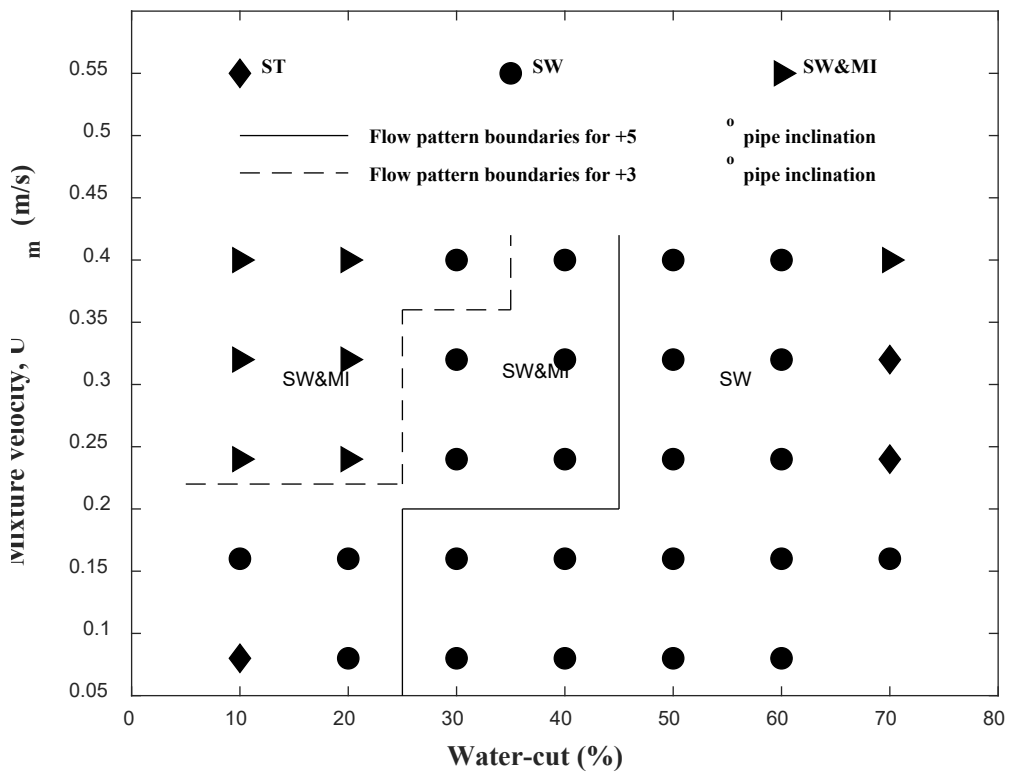 ST SW SW&MI
Flow pattern boundaries for +5 o pipe inclination
Flow pattern boundaries for +3 o pipe inclination
Mixture velocity, U m (m/s)
0.55
0.5
0.45
0.4
0.35
0.3
0.25
0.2
0.15
0.1
0.05
SW&MI SW&MI SW
0 10 20 30 40 50 60 70 80
Water-cut (%)